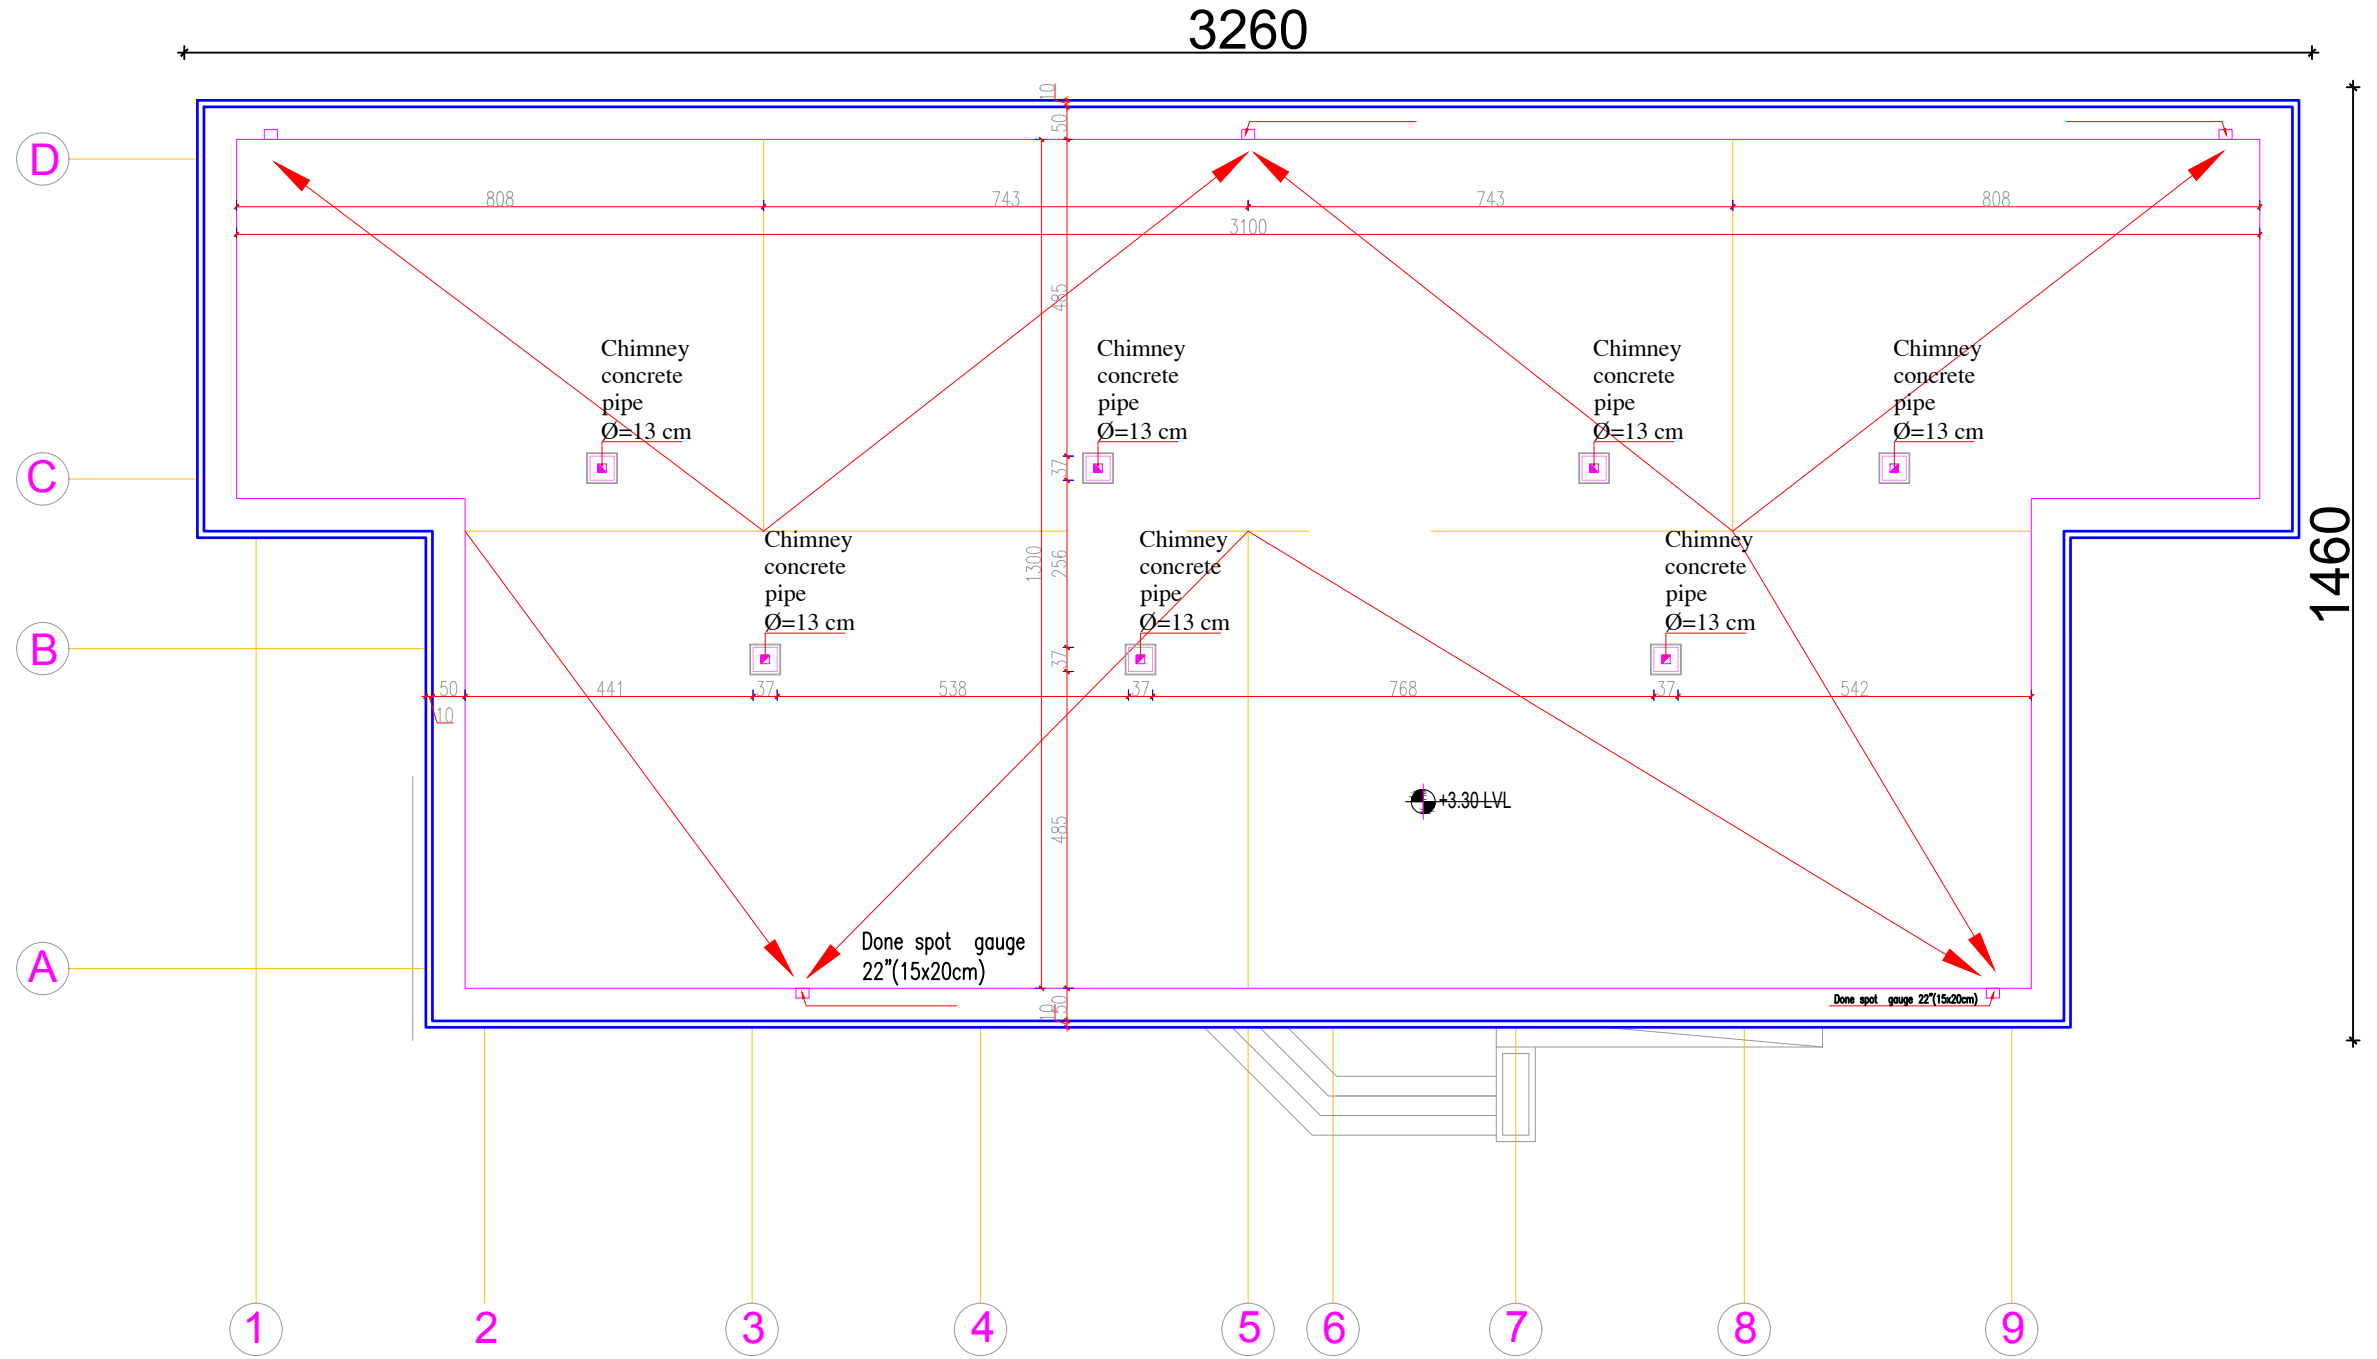 3260
10
50
D
808
743
743
808
3100
485
Chimney
concrete
pipe
Ø=13 cm
Chimney
concrete
pipe
Ø=13 cm
Chimney
concrete
pipe
Ø=13 cm
Chimney
concrete
pipe
Ø=13 cm
C
37
1460
1300
256
Chimney
concrete
pipe
Ø=13 cm
Chimney
concrete
pipe
Ø=13 cm
Chimney
concrete
pipe
Ø=13 cm
B
37
50
441
37
538
37
768
37
542
10
+3.30 LVL
485
Done spot gauge
22"(15x20cm)
A
Done spot gauge 22"(15x20cm)
10
50
1
2
3
4
5
6
7
8
9